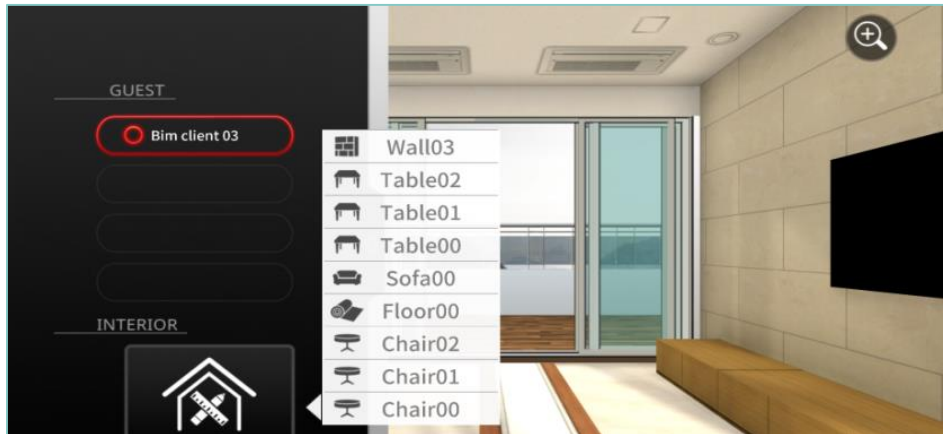 GUEST
Bim client 03
Wall03
Table02
Table01
Table00
Sofa00
Floor00
Chair02
Chair01
Chair00
INTERIOR